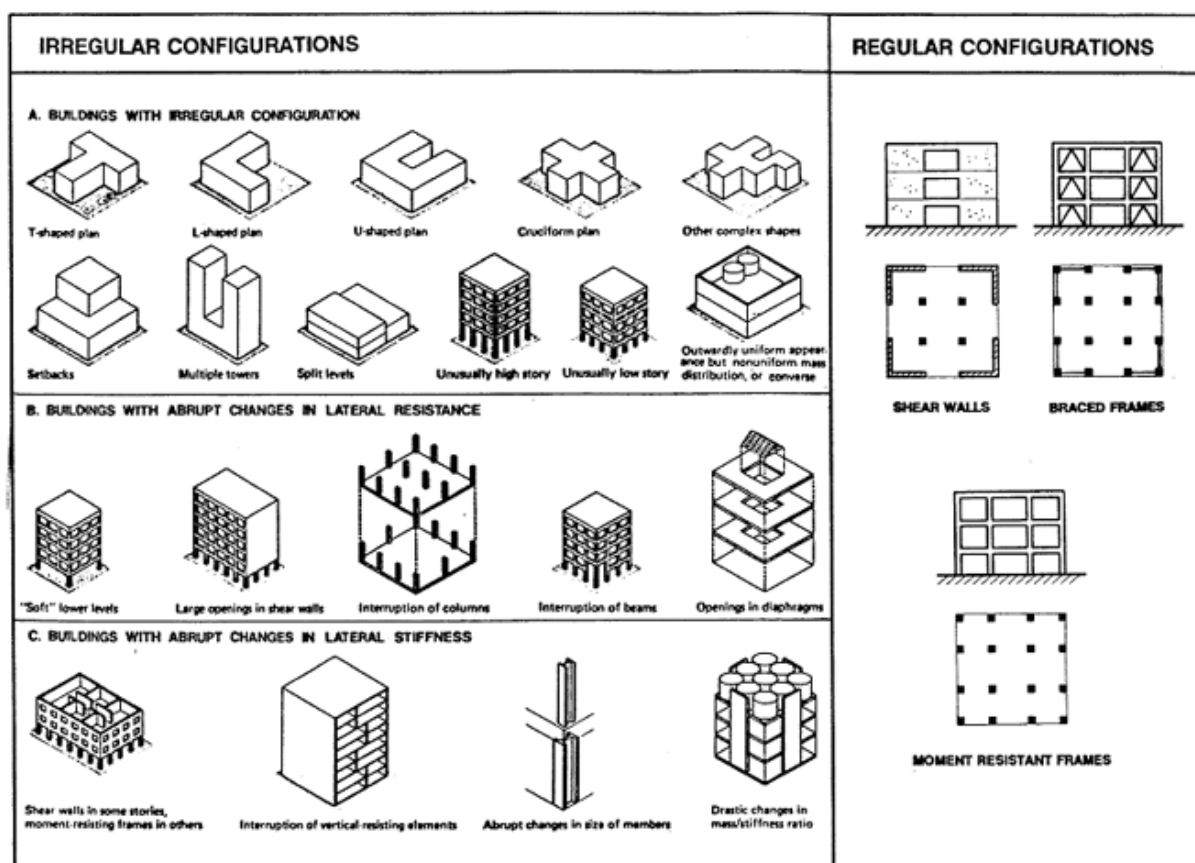 IRREGULAR CONFIGURATIONS
REGULAR CONFIGURATIONS
A. BUILDINGS WITH IRREGULAR CONFIGURATION
T-shaped plan
L-shaped plan
U-shaped plan
Cruciform plan
Other complex shapes
Setbacks
Multiple towers
Split levels
Unusually high story
Unusually low story
Outwardly uniform appear-
ance but nonuniform mass
distribution, or converse
B. BUILDINGS WITH ABRUPT CHANGES IN LATERAL RESISTANCE
"Soft" lower levels
Large openings in shear walls
Interruption of columns
Interruption of beams
Openings in diaphragms
C. BUILDINGS WITH ABRUPT CHANGES IN LATERAL STIFFNESS
Shear walls in some stories,
moment-resisting frames in others
Interruption of vertical-resisting elements
Abrupt changes in size of members
Drastic changes in
mass/stiffness ratio
SHEAR WALLS
BRACED FRAMES
MOMENT RESISTANT FRAMES